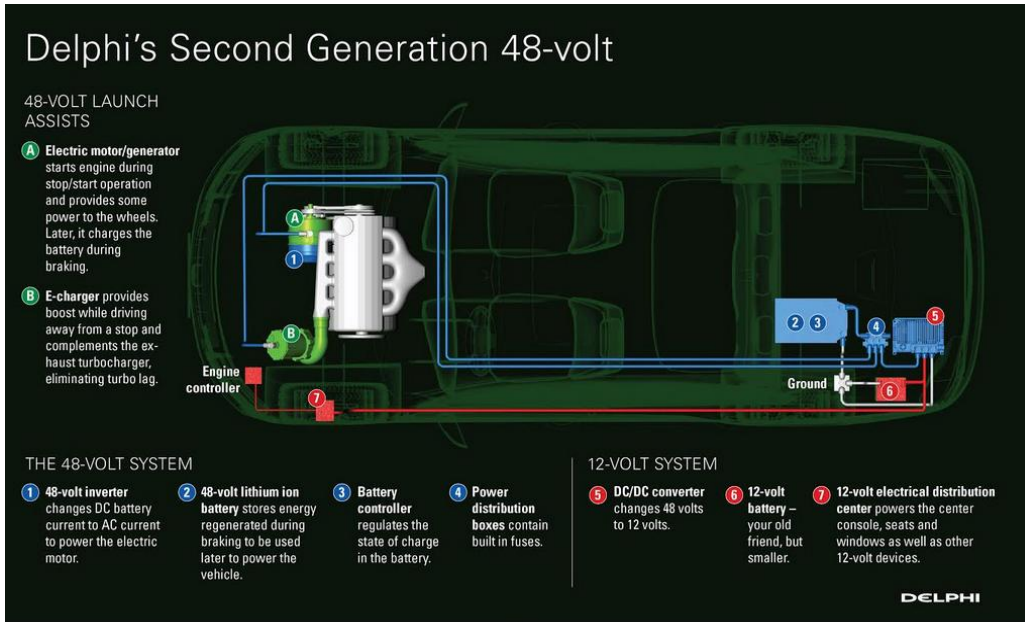 Delphi's Second Generation 48-volt
48-VOLT LAUNCH
ASSISTS
A Electric motor/generator
starts engine during
stop/start operation
and provides some
power to the wheels.
Later, it charges the
battery during
braking.
B E-charger provides
boost while driving
away from a stop and
complements the ex-
haust turbocharger,
eliminating turbo lag.
A
1
B
Engine
controller
7
2 3
4
5
Ground
6
THE 48-VOLT SYSTEM
1 48-volt inverter
changes DC battery
current to AC current
to power the electric
motor.
2 48-volt lithium ion
battery stores energy
regenerated during
braking to be used
later to power the
vehicle.
3 Battery
controller
regulates the
state of charge
in the battery.
4 Power
distribution
boxes contain
built in fuses.
12-VOLT SYSTEM
5 DC/DC converter
changes 48 volts
to 12 volts.
6 12-volt
battery –
your old
friend, but
smaller.
7 12-volt electrical distribution
center powers the center
console, seats and
windows as well as other
12-volt devices.
DELPHI